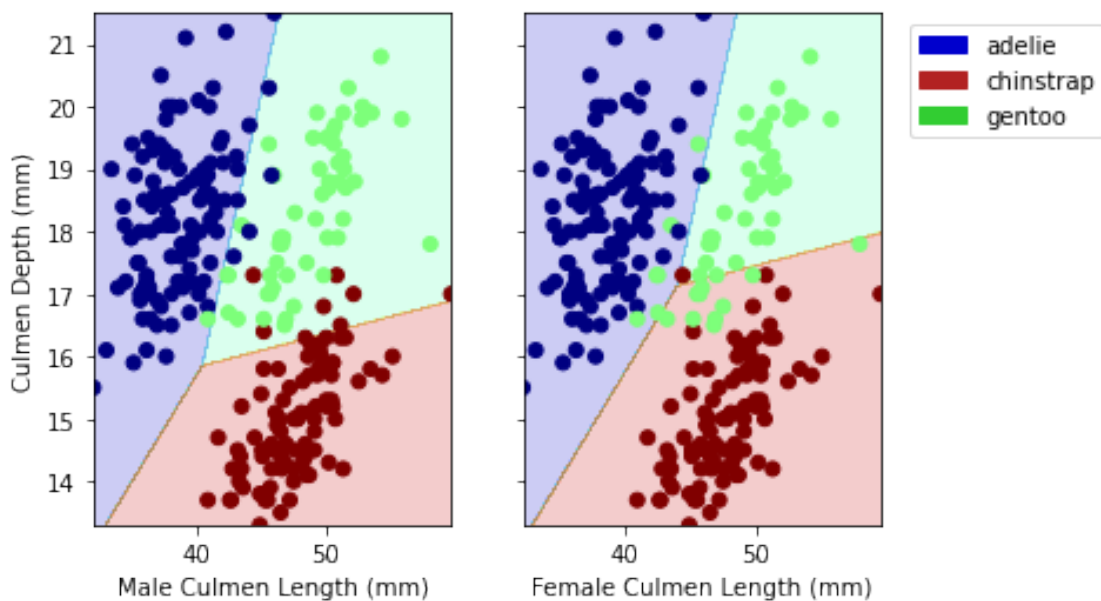 21
20
19
18
17
16
15
14
Culmen Depth (mm)
40
50
Male Culmen Length (mm)
40
50
Female Culmen Length (mm)
adelie
chinstrap
gentoo